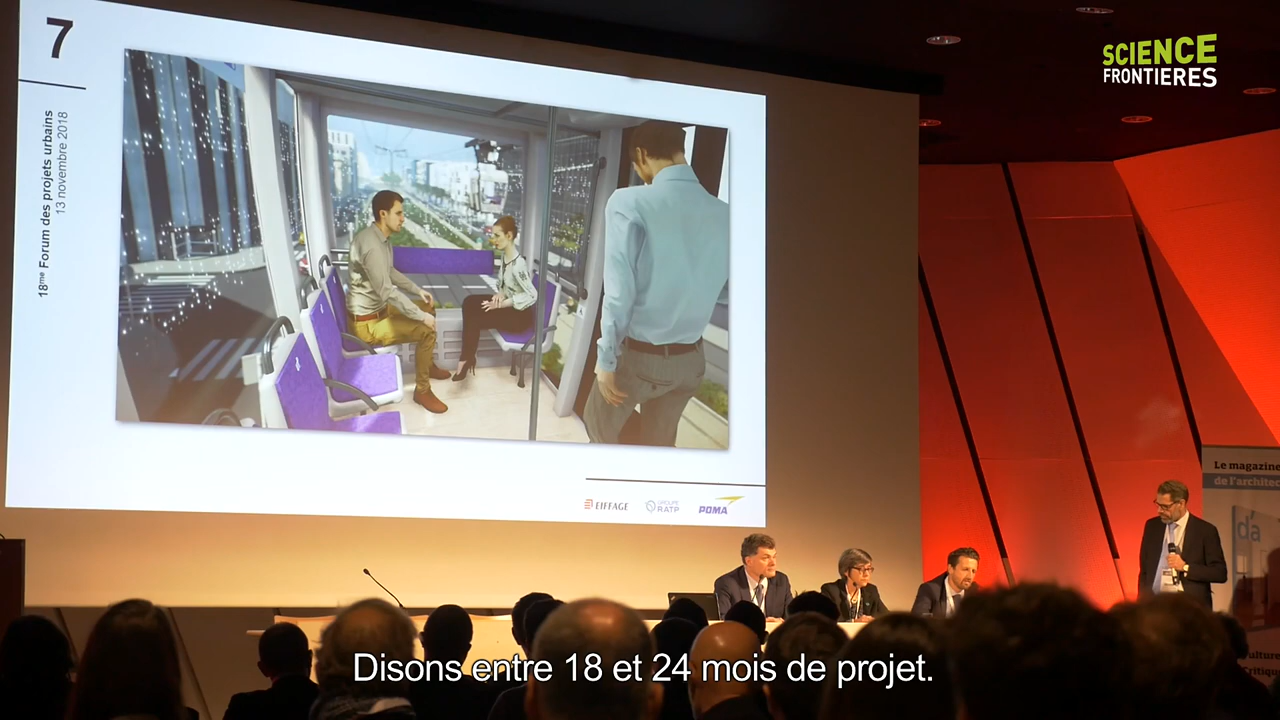 7
18me Forum des projets urbains
13 novembre 2018
SCIENCE
FRONTIERES
EIFFAGE
GROUPE
RATP
POMA
Le magazine
de l'architec
d'a
Disons entre 18 et 24 mois de projet.